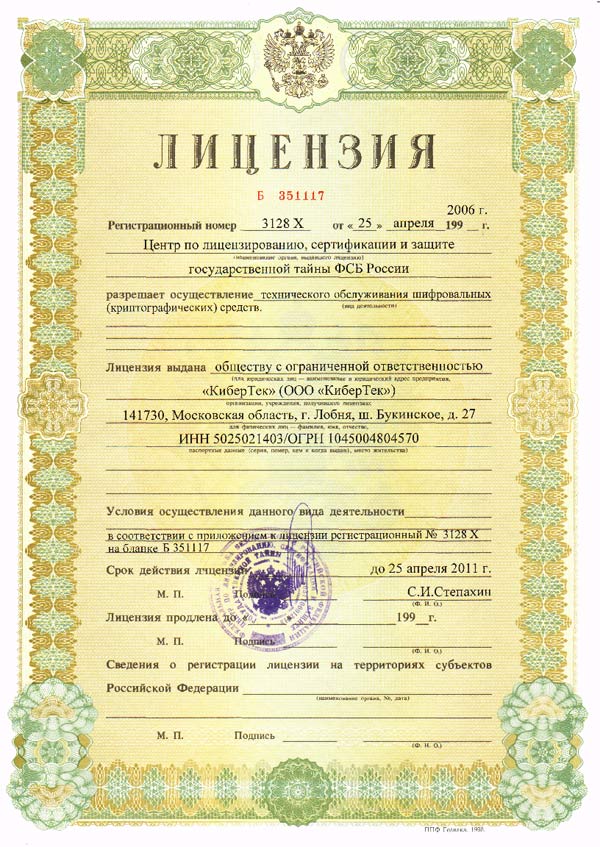 ЛИЦЕНЗИЯ
Б 351117
2006 г.
Регистрационный номер 3128 Х от « 25 » апреля 199 г.
Центр по лицензированию, сертификации и защите
(наименование органа, выдавшего лицензию)
государственной тайны ФСБ России
разрешает осуществление технического обслуживания шифровальных
(вид деятельности)
(криптографических) средств.
Лицензия выдана обществу с ограниченной ответственностью
(для юридических лиц — наименование и юридический адрес предприятия,
«КиберТек» (ООО «КиберТек»)
организации, учреждения, получившего лицензию;
141730, Московская область, г. Лобня, ш. Букинское, д. 27
для физических лиц — фамилия, имя, отчество,
ИНН 5025021403/ОГРН 1045004804570
паспортные данные (серия, номер, кем и когда выдан), место жительства)
Условия осуществления данного вида деятельности
в соответствии с приложением к лицензии регистрационный № 3128 Х
на бланке Б 351117
Срок действия лицензии до 25 апреля 2011 г.
М. П. Подпись С.И.Степахин
(Ф. И. О.)
Лицензия продлена до « 199 г.
М. П. Подпись
(Ф. И. О.)
Сведения о регистрации лицензии на территориях субъектов
Российской Федерации
(наименование органа, №, дата)
М. П. Подпись
(Ф. И. О.)